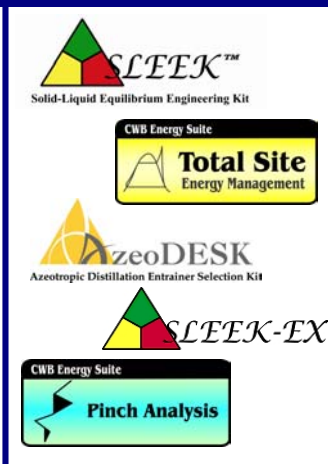 SLEEK™
Solid-Liquid Equilibrium Engineering Kit
CWB Energy Suite
Total Site
Energy Management
AzeoDESK
Azeotropic Distillation Entrainer Selection Kit
SLEEK-EX
CWB Energy Suite
Pinch Analysis